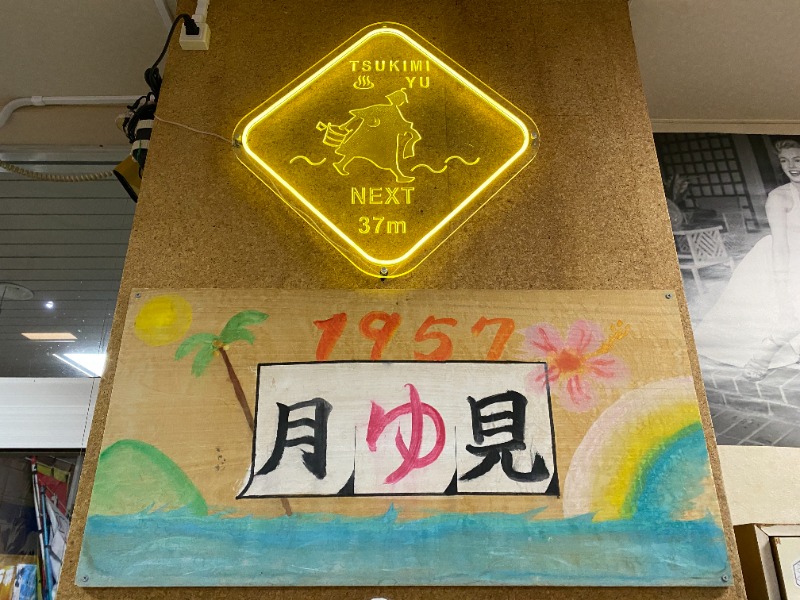 TSUKIMI
♨ YU
NEXT
37m
1957
月ゆ見